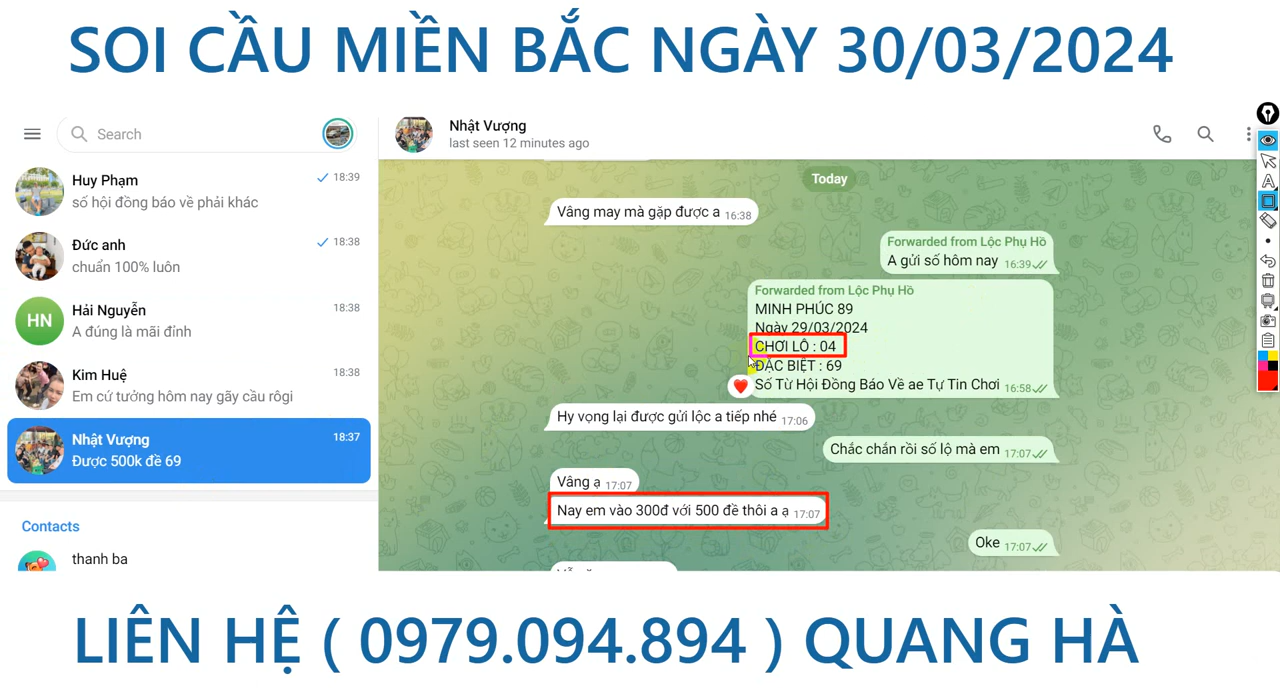 SOI CẦU MIỀN BẮC NGÀY 30/03/2024
Search
Huy Phạm
18:39
số hội đồng báo về phải khác
Đức anh
18:38
chuẩn 100% luôn
HN
Hải Nguyễn
18:38
A đúng là mãi đỉnh
Kim Huệ
18:38
Em cứ tưởng hôm nay gãy cầu rôgi
Nhật Vượng
18:37
Được 500k đề 69
Contacts
thanh ba
Nhật Vượng
last seen 12 minutes ago
Today
Vâng may mà gặp được a 16:38
Forwarded from Lộc Phụ Hồ
A gửi số hôm nay 16:39
Forwarded from Lộc Phụ Hồ
MINH PHÚC 89
Ngày 29/03/2024
CHƠI LÔ : 04
ĐẶC BIỆT : 69
Số Từ Hội Đồng Báo Về ae Tự Tin Chơi 16:58
Hy vọng lại được gửi lộc a tiếp nhé 17:06
Chắc chắn rồi số lộ mà em 17:07
Vâng ạ 17:07
Nay em vào 300đ với 500 đề thôi a ạ 17:07
Oke 17:07
LIÊN HỆ ( 0979.094.894 ) QUANG HÀ